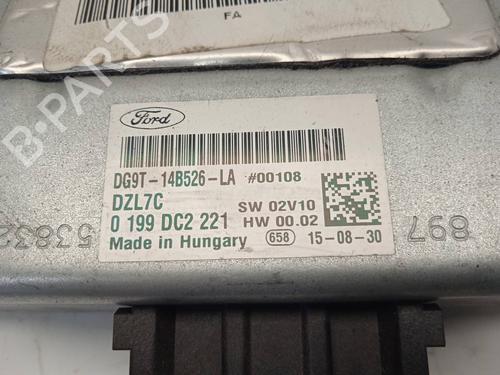 FA
B-PARTS
Ford
DG9T-14B526-LA #00108
DZL7C SW 02V10
0 199 DC2 221 HW 00.02
Made in Hungary 658 15-08-30
53832
897